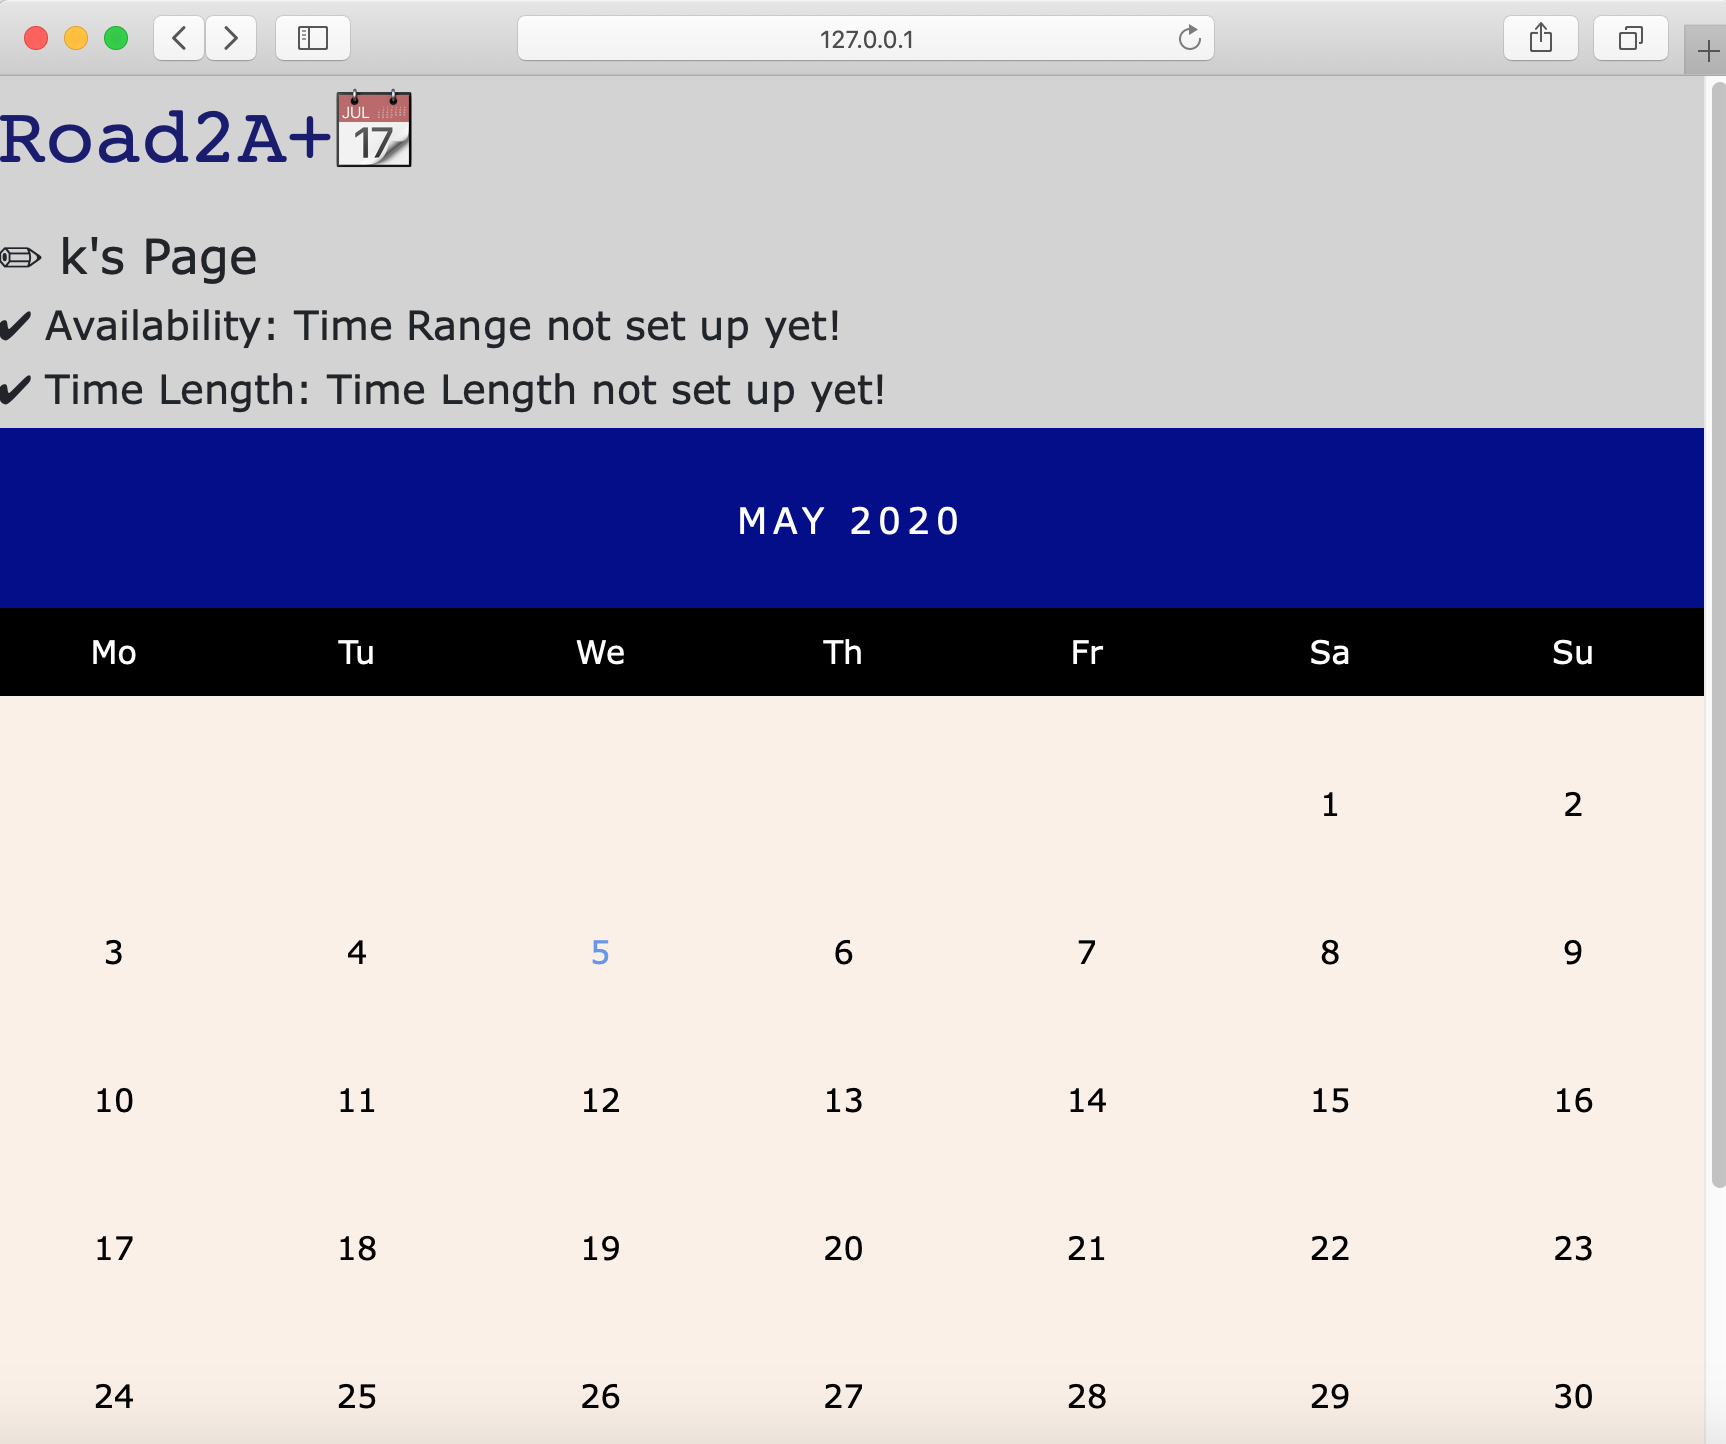 127.0.0.1
Road2A+📅
JUL
17
✏ k's Page
✔ Availability: Time Range not set up yet!
✔ Time Length: Time Length not set up yet!
MAY 2020
Mo Tu We Th Fr Sa Su
1 2
3 4 5 6 7 8 9
10 11 12 13 14 15 16
17 18 19 20 21 22 23
24 25 26 27 28 29 30